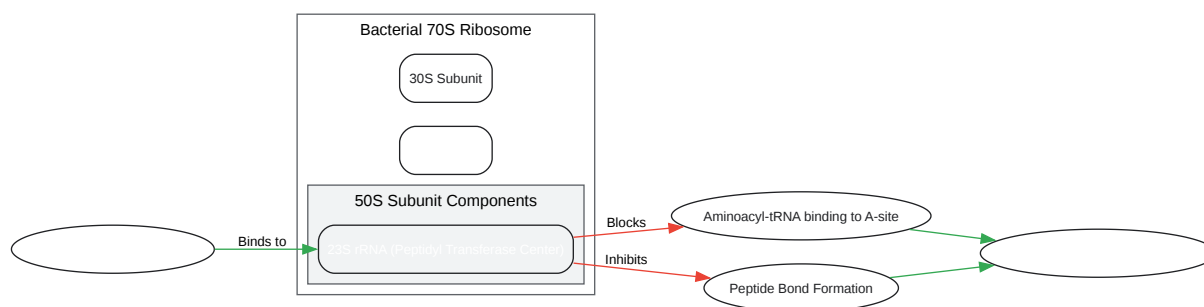 Bacterial 70S Ribosome
30S Subunit
50S Subunit Components
23S rRNA (Peptidyl Transferase Center)
Binds to
Blocks
Inhibits
Aminoacyl-tRNA binding to A-site
Peptide Bond Formation